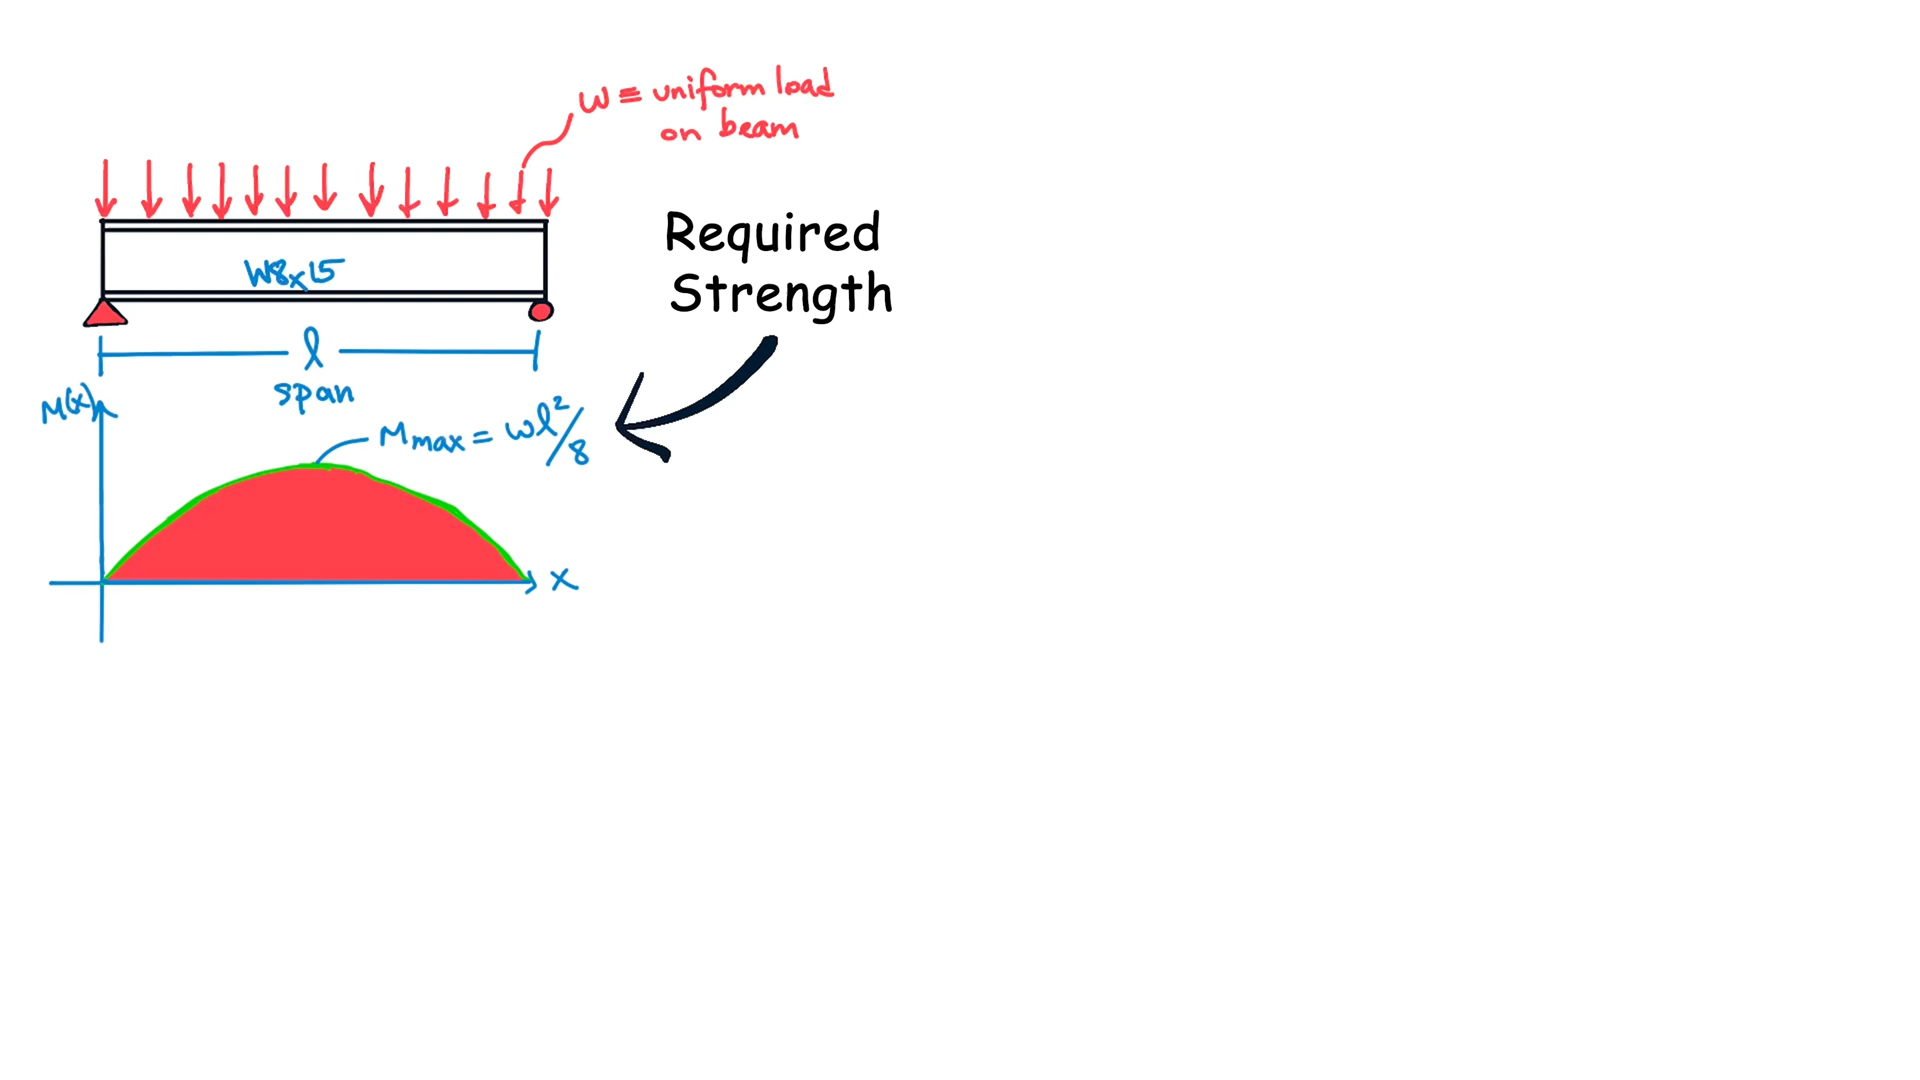 w ≡ uniform load
on beam
Required
Strength
W8x15
l
span
M(x)
Mmax = wl²/8
x